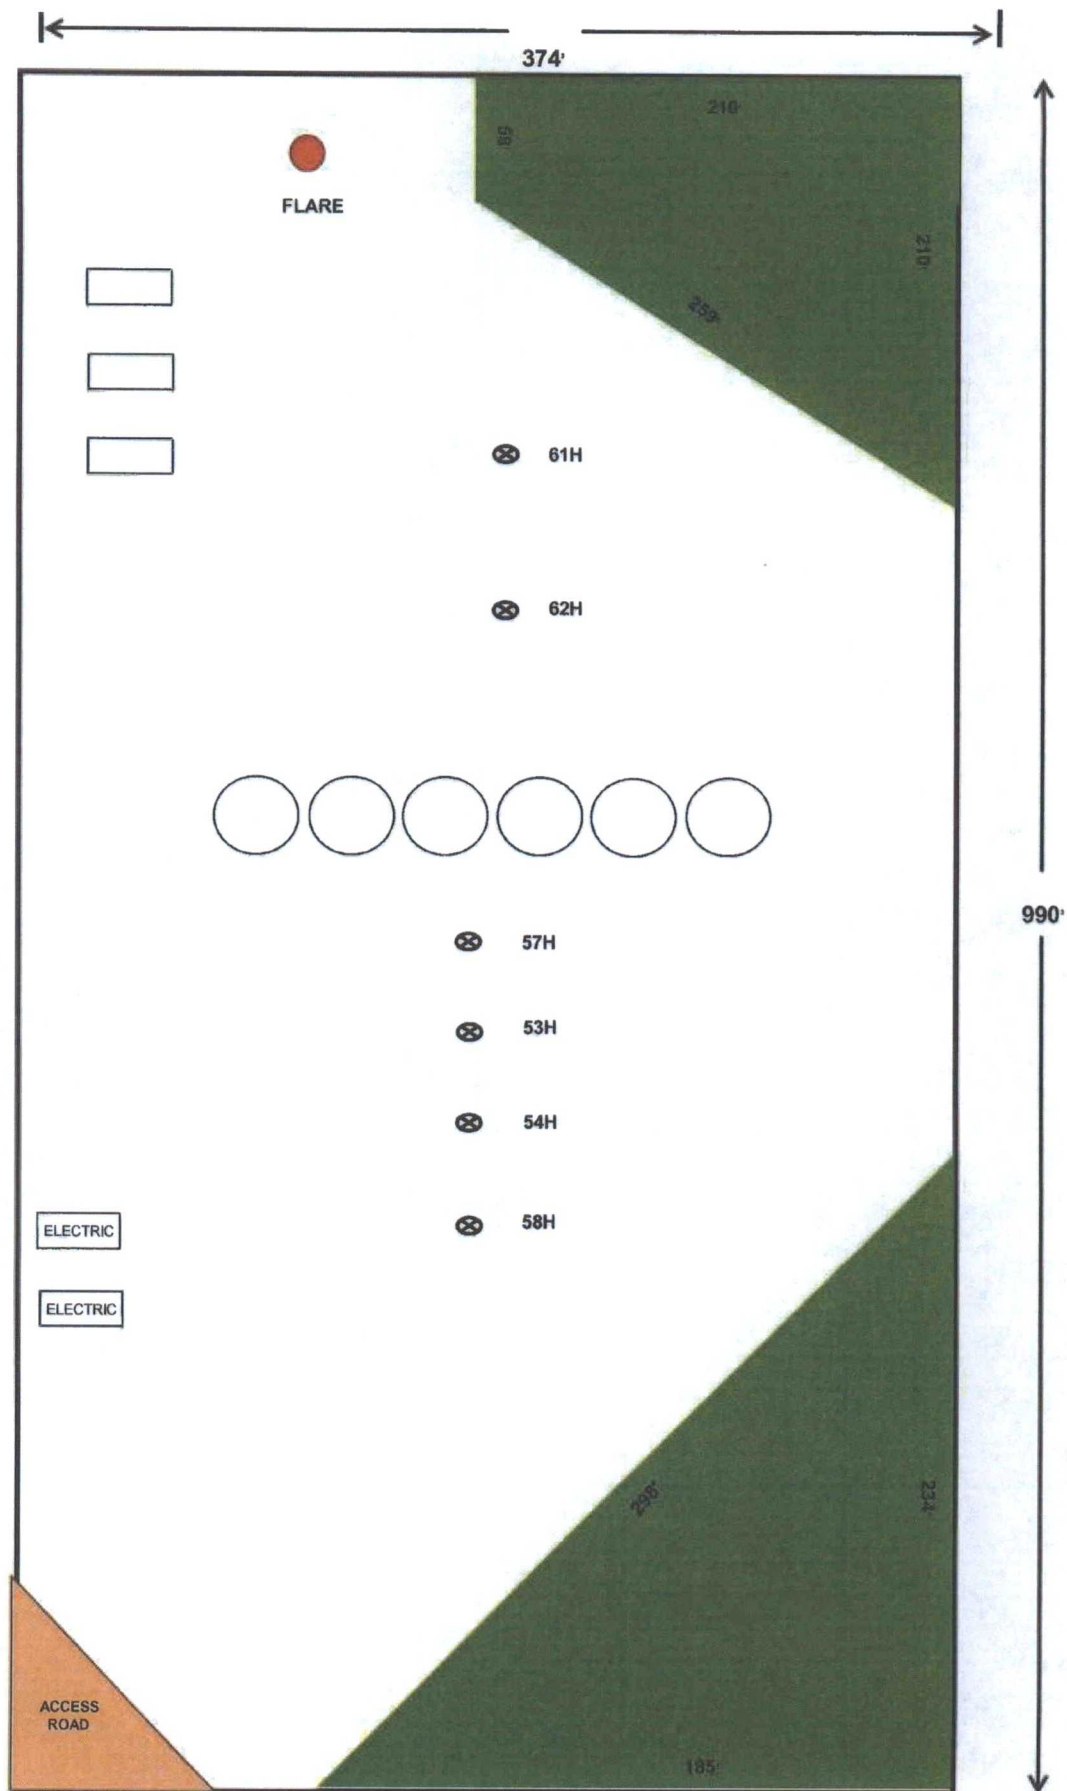 374'
210'
58'
FLARE
210'
259'
61H
62H
990'
57H
53H
54H
58H
ELECTRIC
ELECTRIC
298'
234'
ACCESS
ROAD
185'